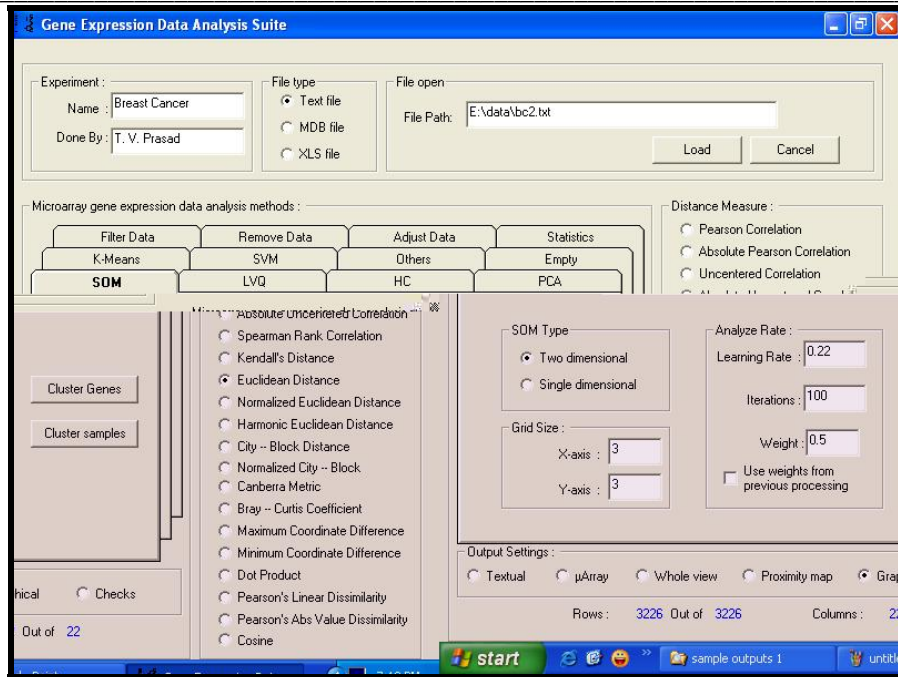 Gene Expression Data Analysis Suite
Experiment :
Name : Breast Cancer
Done By : T. V. Prasad
File type
Text file
MDB file
XLS file
File open
File Path: E:\data\bc2.txt
Load Cancel
Microarray gene expression data analysis methods :
Filter Data Remove Data Adjust Data Statistics
K-Means SVM Others Empty
SOM LVQ HC PCA
Distance Measure :
Pearson Correlation
Absolute Pearson Correlation
Uncentered Correlation
Cluster Genes
Cluster samples
hical Checks
Out of 22
Absolute Uncentered Correlation
Spearman Rank Correlation
Kendall's Distance
Euclidean Distance
Normalized Euclidean Distance
Harmonic Euclidean Distance
City -- Block Distance
Normalized City -- Block
Canberra Metric
Bray -- Curtis Coefficient
Maximum Coordinate Difference
Minimum Coordinate Difference
Dot Product
Pearson's Linear Dissimilarity
Pearson's Abs Value Dissimilarity
Cosine
SOM Type
Two dimensional
Single dimensional
Grid Size :
X-axis : 3
Y-axis : 3
Analyze Rate :
Learning Rate : 0.22
Iterations : 100
Weight : 0.5
Use weights from
previous processing
Output Settings :
Textual µArray Whole view Proximity map Grap
Rows : 3226 Out of 3226 Columns : 22
start sample outputs 1 untitle